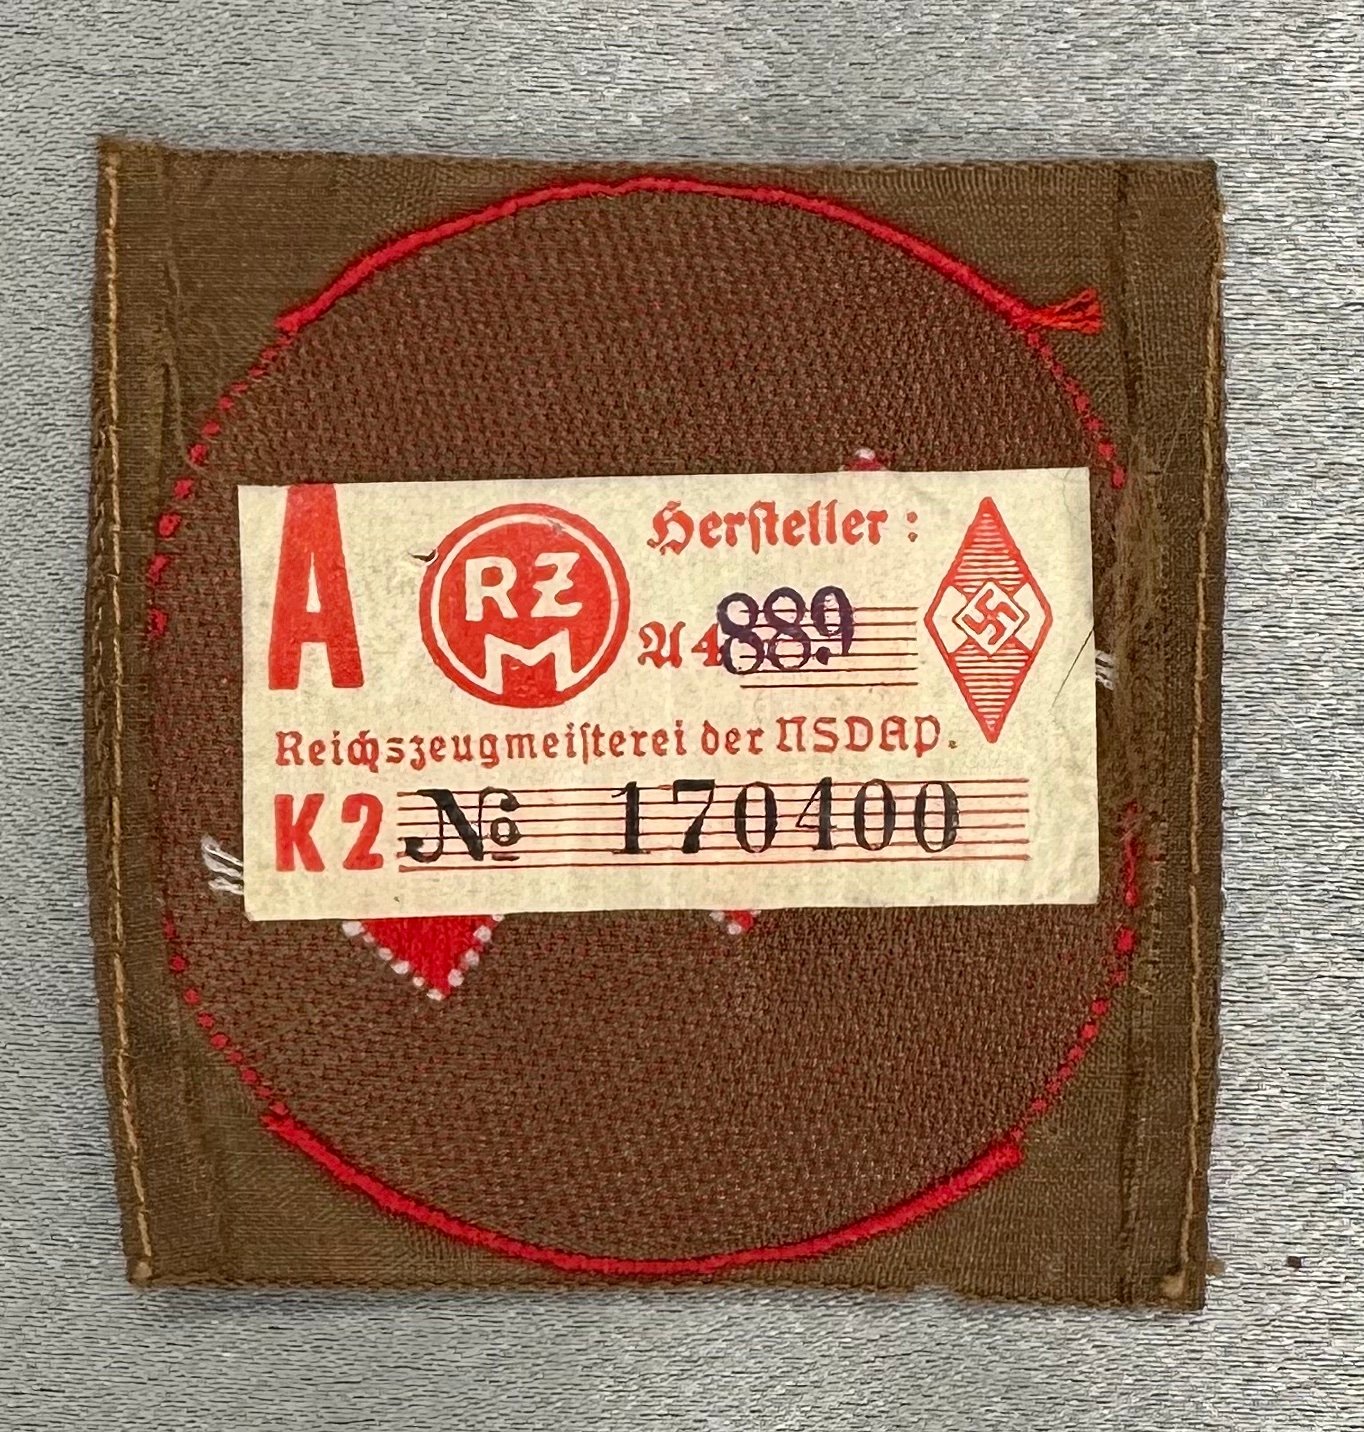 A
RZM
Hersteller:
A4 889
Reichszeugmeisterei der NSDAP.
K2 № 170400